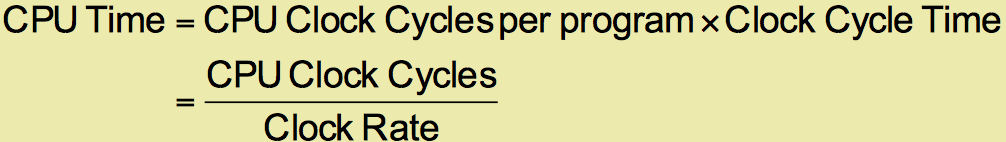 CPU Time = CPU Clock Cycles per program × Clock Cycle Time
= CPU Clock Cycles
Clock Rate